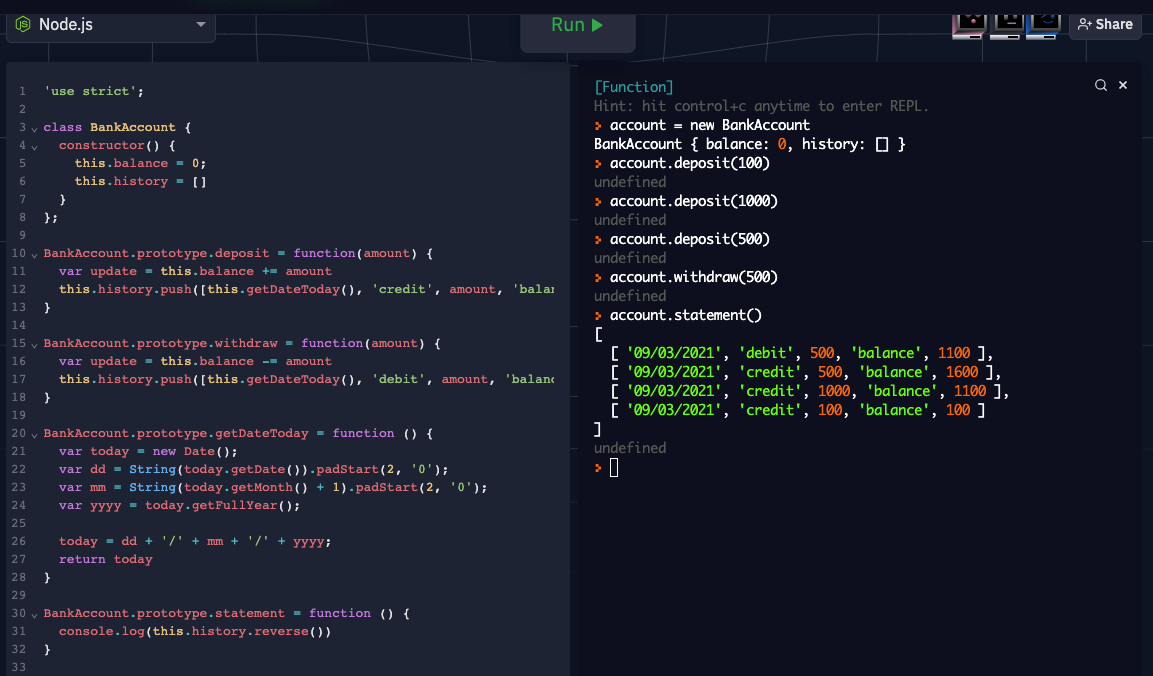 Node.js
Run
Share
1 'use strict';
2
3 class BankAccount {
4 constructor() {
5 this.balance = 0;
6 this.history = []
7 }
8 };
9
10 BankAccount.prototype.deposit = function(amount) {
11 var update = this.balance += amount
12 this.history.push([this.getDateToday(), 'credit', amount, 'balan
13 }
14
15 BankAccount.prototype.withdraw = function(amount) {
16 var update = this.balance -= amount
17 this.history.push([this.getDateToday(), 'debit', amount, 'balanc
18 }
19
20 BankAccount.prototype.getDateToday = function () {
21 var today = new Date();
22 var dd = String(today.getDate()).padStart(2, '0');
23 var mm = String(today.getMonth() + 1).padStart(2, '0');
24 var yyyy = today.getFullYear();
25
26 today = dd + '/' + mm + '/' + yyyy;
27 return today
28 }
29
30 BankAccount.prototype.statement = function () {
31 console.log(this.history.reverse())
32 }
33
[Function]
Hint: hit control+c anytime to enter REPL.
> account = new BankAccount
BankAccount { balance: 0, history: [] }
> account.deposit(100)
undefined
> account.deposit(1000)
undefined
> account.deposit(500)
undefined
> account.withdraw(500)
undefined
> account.statement()
[
[ '09/03/2021', 'debit', 500, 'balance', 1100 ],
[ '09/03/2021', 'credit', 500, 'balance', 1600 ],
[ '09/03/2021', 'credit', 1000, 'balance', 1100 ],
[ '09/03/2021', 'credit', 100, 'balance', 100 ]
]
undefined
>